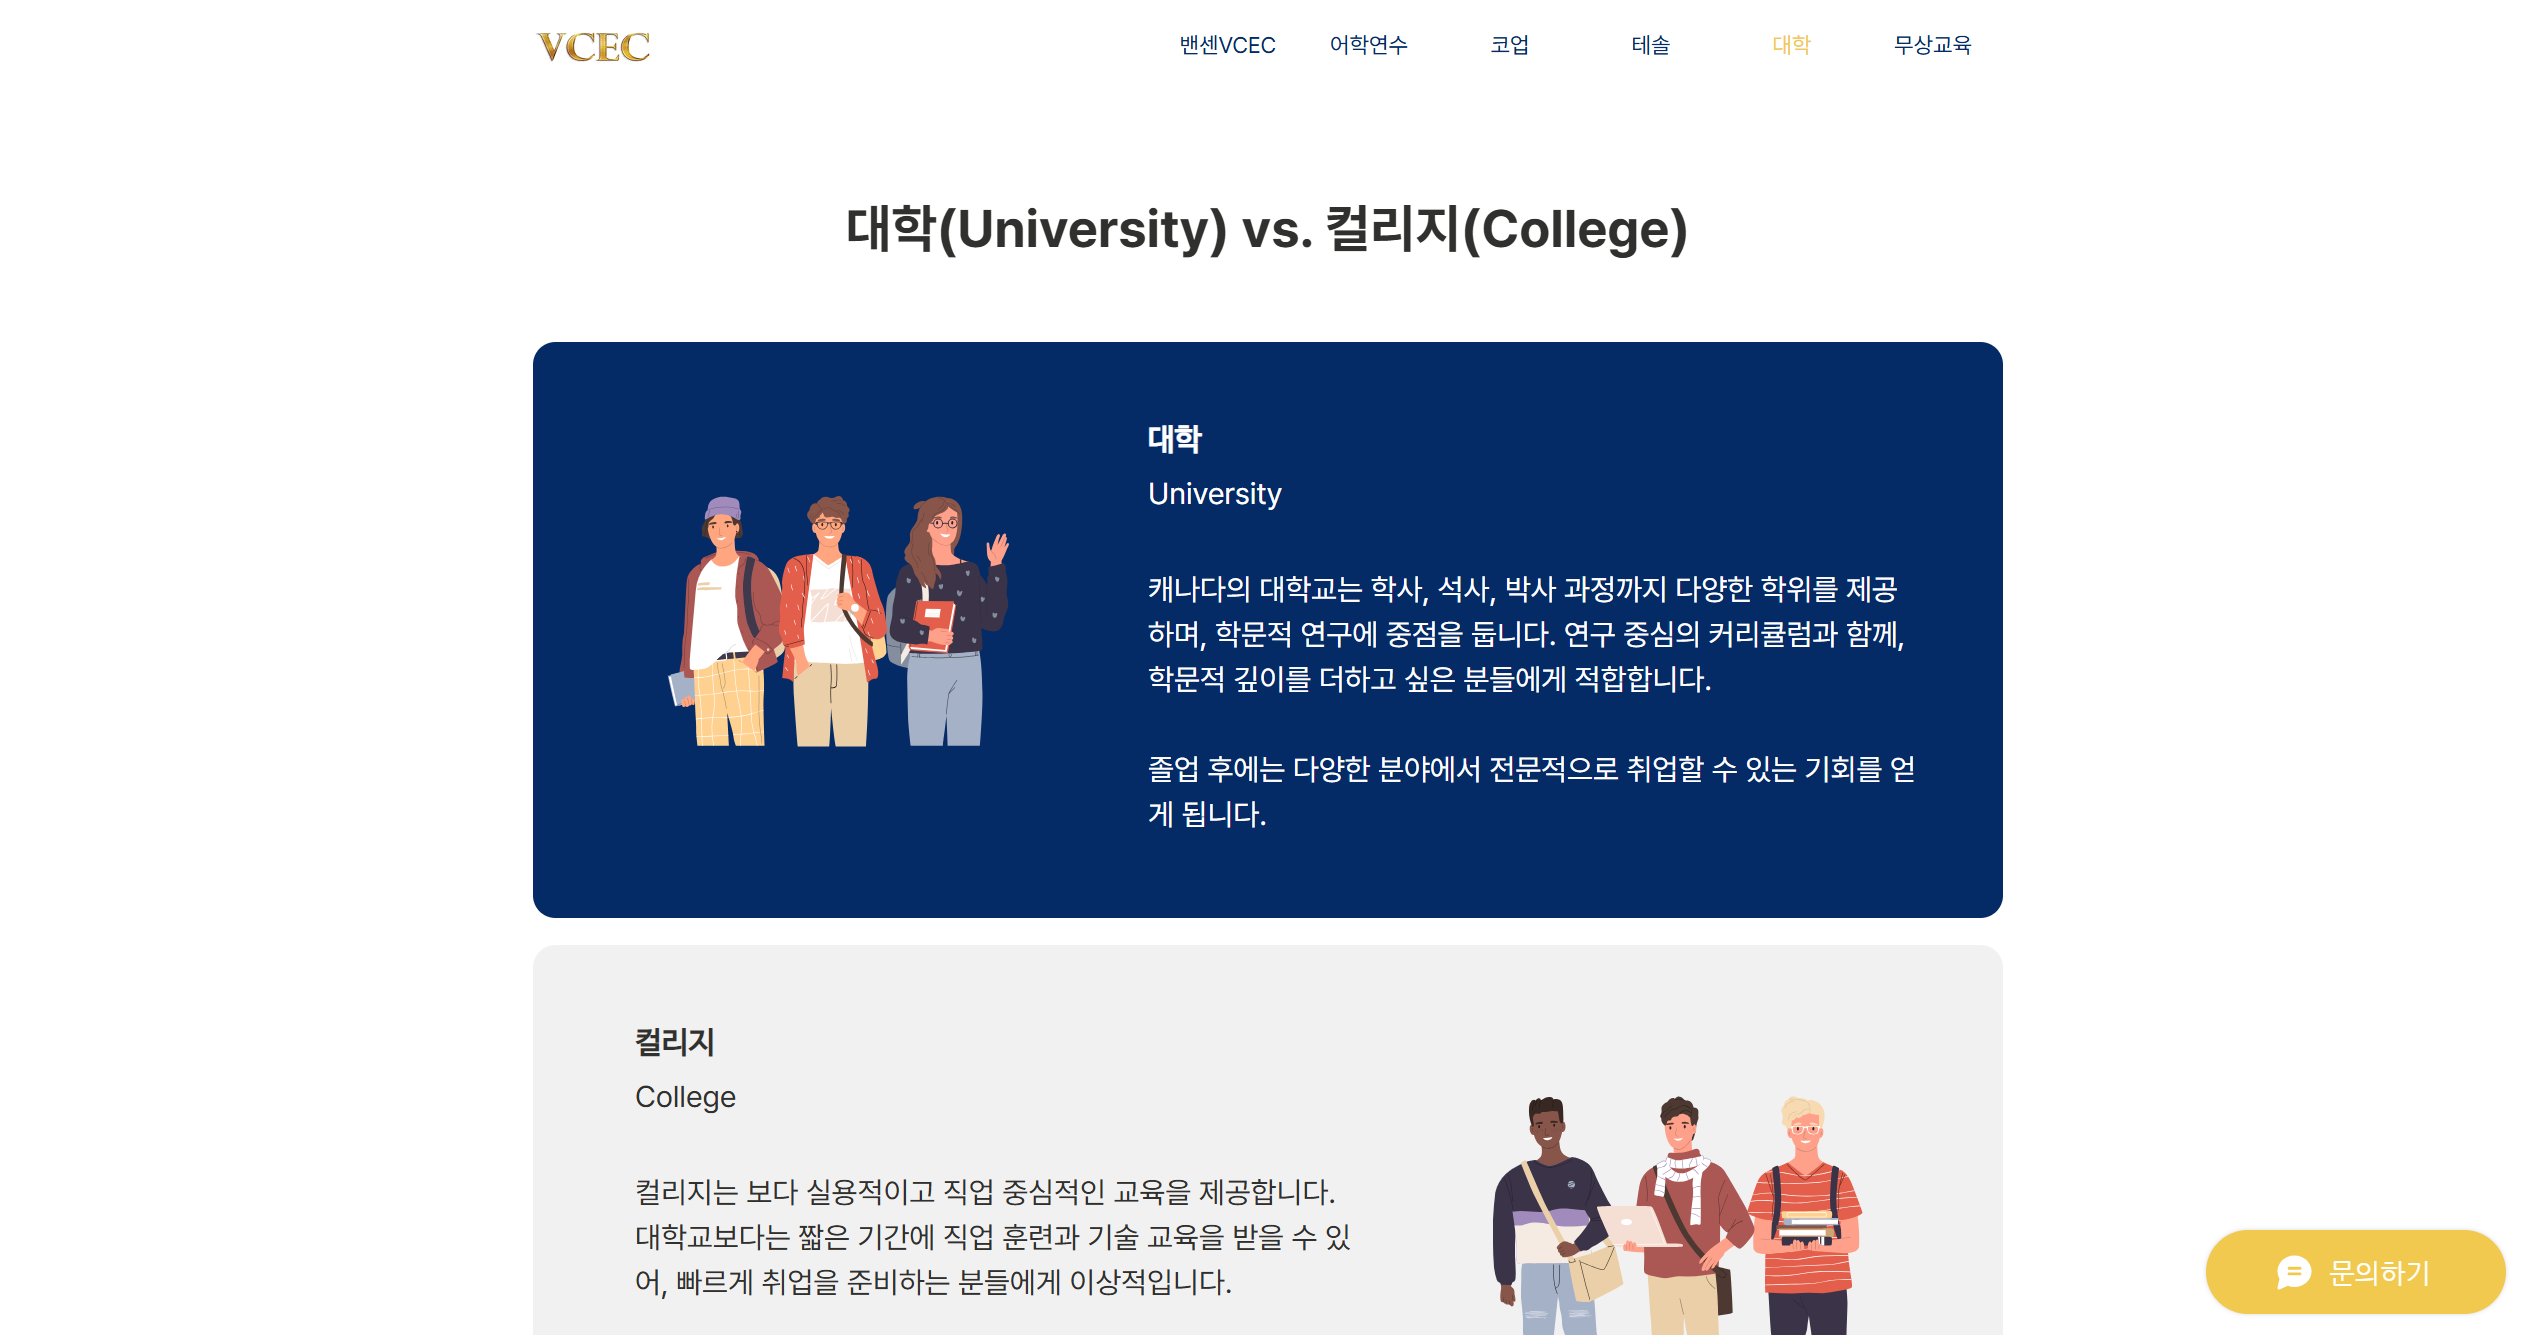 VCEC
밴센VCEC 어학연수 코업 테솔 대학 무상교육
대학(University) vs. 컬리지(College)
대학
University
캐나다의 대학교는 학사, 석사, 박사 과정까지 다양한 학위를 제공
하며, 학문적 연구에 중점을 둡니다. 연구 중심의 커리큘럼과 함께,
학문적 깊이를 더하고 싶은 분들에게 적합합니다.
졸업 후에는 다양한 분야에서 전문적으로 취업할 수 있는 기회를 얻
게 됩니다.
컬리지
College
컬리지는 보다 실용적이고 직업 중심적인 교육을 제공합니다.
대학교보다는 짧은 기간에 직업 훈련과 기술 교육을 받을 수 있
어, 빠르게 취업을 준비하는 분들에게 이상적입니다.
문의하기